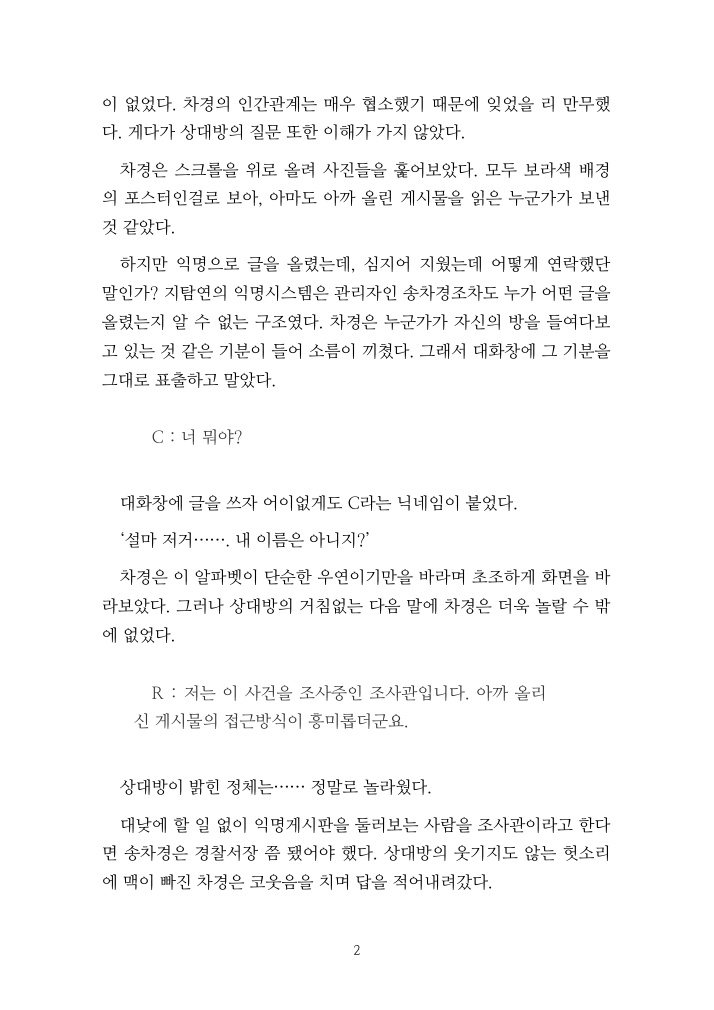 이 없었다. 차경의 인간관계는 매우 협소했기 때문에 잊었을 리 만무했
다. 게다가 상대방의 질문 또한 이해가 가지 않았다.
차경은 스크롤을 위로 올려 사진들을 훑어보았다. 모두 보라색 배경
의 포스터인걸로 보아, 아마도 아까 올린 게시물을 읽은 누군가가 보낸
것 같았다.
하지만 익명으로 글을 올렸는데, 심지어 지웠는데 어떻게 연락했단
말인가? 지탐연의 익명시스템은 관리자인 송차경조차도 누가 어떤 글을
올렸는지 알 수 없는 구조였다. 차경은 누군가가 자신의 방을 들여다보
고 있는 것 같은 기분이 들어 소름이 끼쳤다. 그래서 대화창에 그 기분을
그대로 표출하고 말았다.
C : 너 뭐야?
대화창에 글을 쓰자 어이없게도 C라는 닉네임이 붙었다.
‘설마 저거……. 내 이름은 아니지?’
차경은 이 알파벳이 단순한 우연이기만을 바라며 초조하게 화면을 바
라보았다. 그러나 상대방의 거침없는 다음 말에 차경은 더욱 놀랄 수 밖
에 없었다.
R : 저는 이 사건을 조사중인 조사관입니다. 아까 올리
신 게시물의 접근방식이 흥미롭더군요.
상대방이 밝힌 정체는…… 정말로 놀라웠다.
대낮에 할 일 없이 익명게시판을 둘러보는 사람을 조사관이라고 한다
면 송차경은 경찰서장 쯤 됐어야 했다. 상대방의 웃기지도 않는 헛소리
에 맥이 빠진 차경은 코웃음을 치며 답을 적어내려갔다.
2